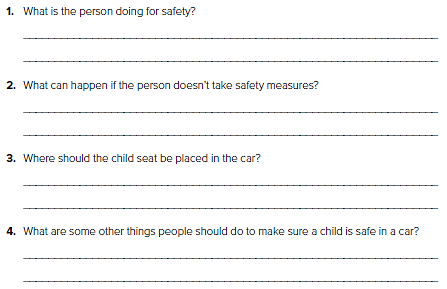 1. What is the person doing for safety?
2. What can happen if the person doesn't take safety measures?
3. Where should the child seat be placed in the car?
4. What are some other things people should do to make sure a child is safe in a car?